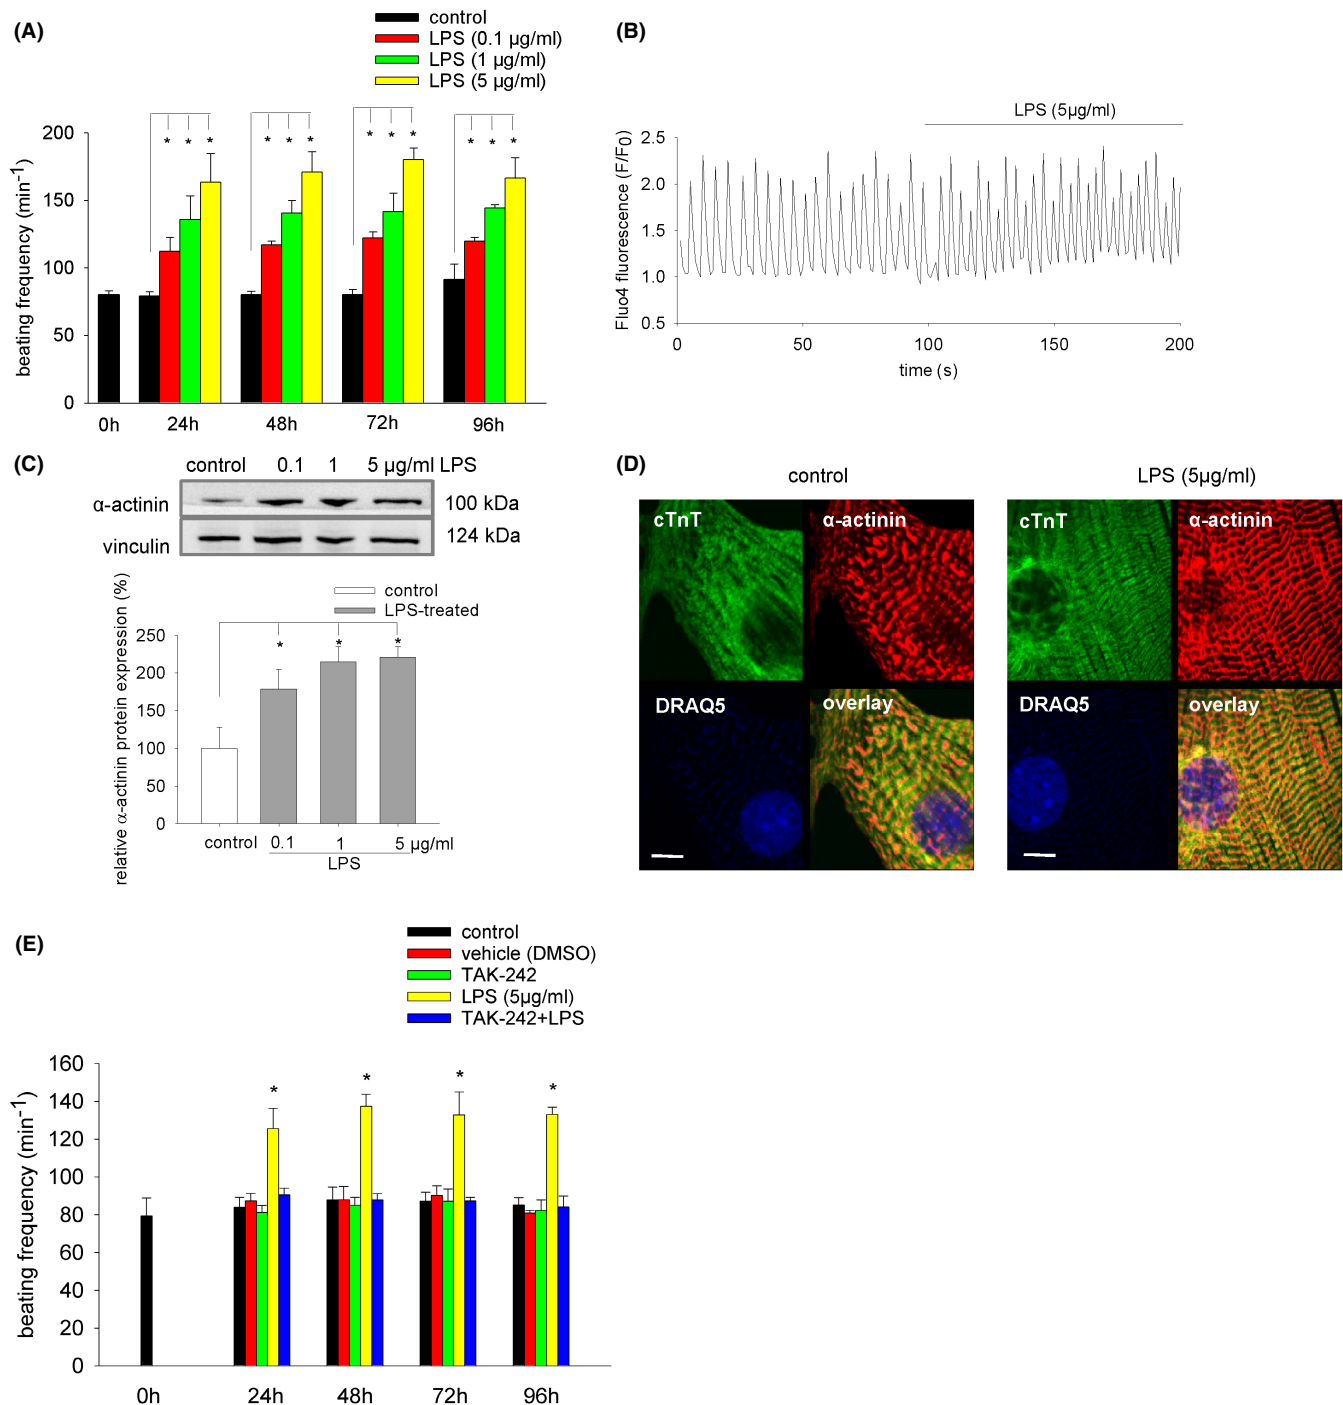 (A)
control
LPS (0.1 µg/ml)
LPS (1 µg/ml)
LPS (5 µg/ml)
beating frequency (min⁻¹)
200
150
100
50
0
* * *
* * *
* * *
* * *
0h 24h 48h 72h 96h
(B)
LPS (5µg/ml)
Fluo4 fluorescence (F/F₀)
2.5
2.0
1.5
1.0
0.5
0 50 100 150 200
time (s)
(C)
control 0.1 1 5 µg/ml LPS
α-actinin 100 kDa
vinculin 124 kDa
control
LPS-treated
relative α-actinin protein expression (%)
250
200
150
100
50
0
* * *
control 0.1 1 5 µg/ml
LPS
(D)
control
LPS (5µg/ml)
cTnT α-actinin
DRAQ5 overlay
cTnT α-actinin
DRAQ5 overlay
(E)
control
vehicle (DMSO)
TAK-242
LPS (5µg/ml)
TAK-242+LPS
beating frequency (min⁻¹)
160
140
120
100
80
60
40
20
0
* * * *
0h 24h 48h 72h 96h